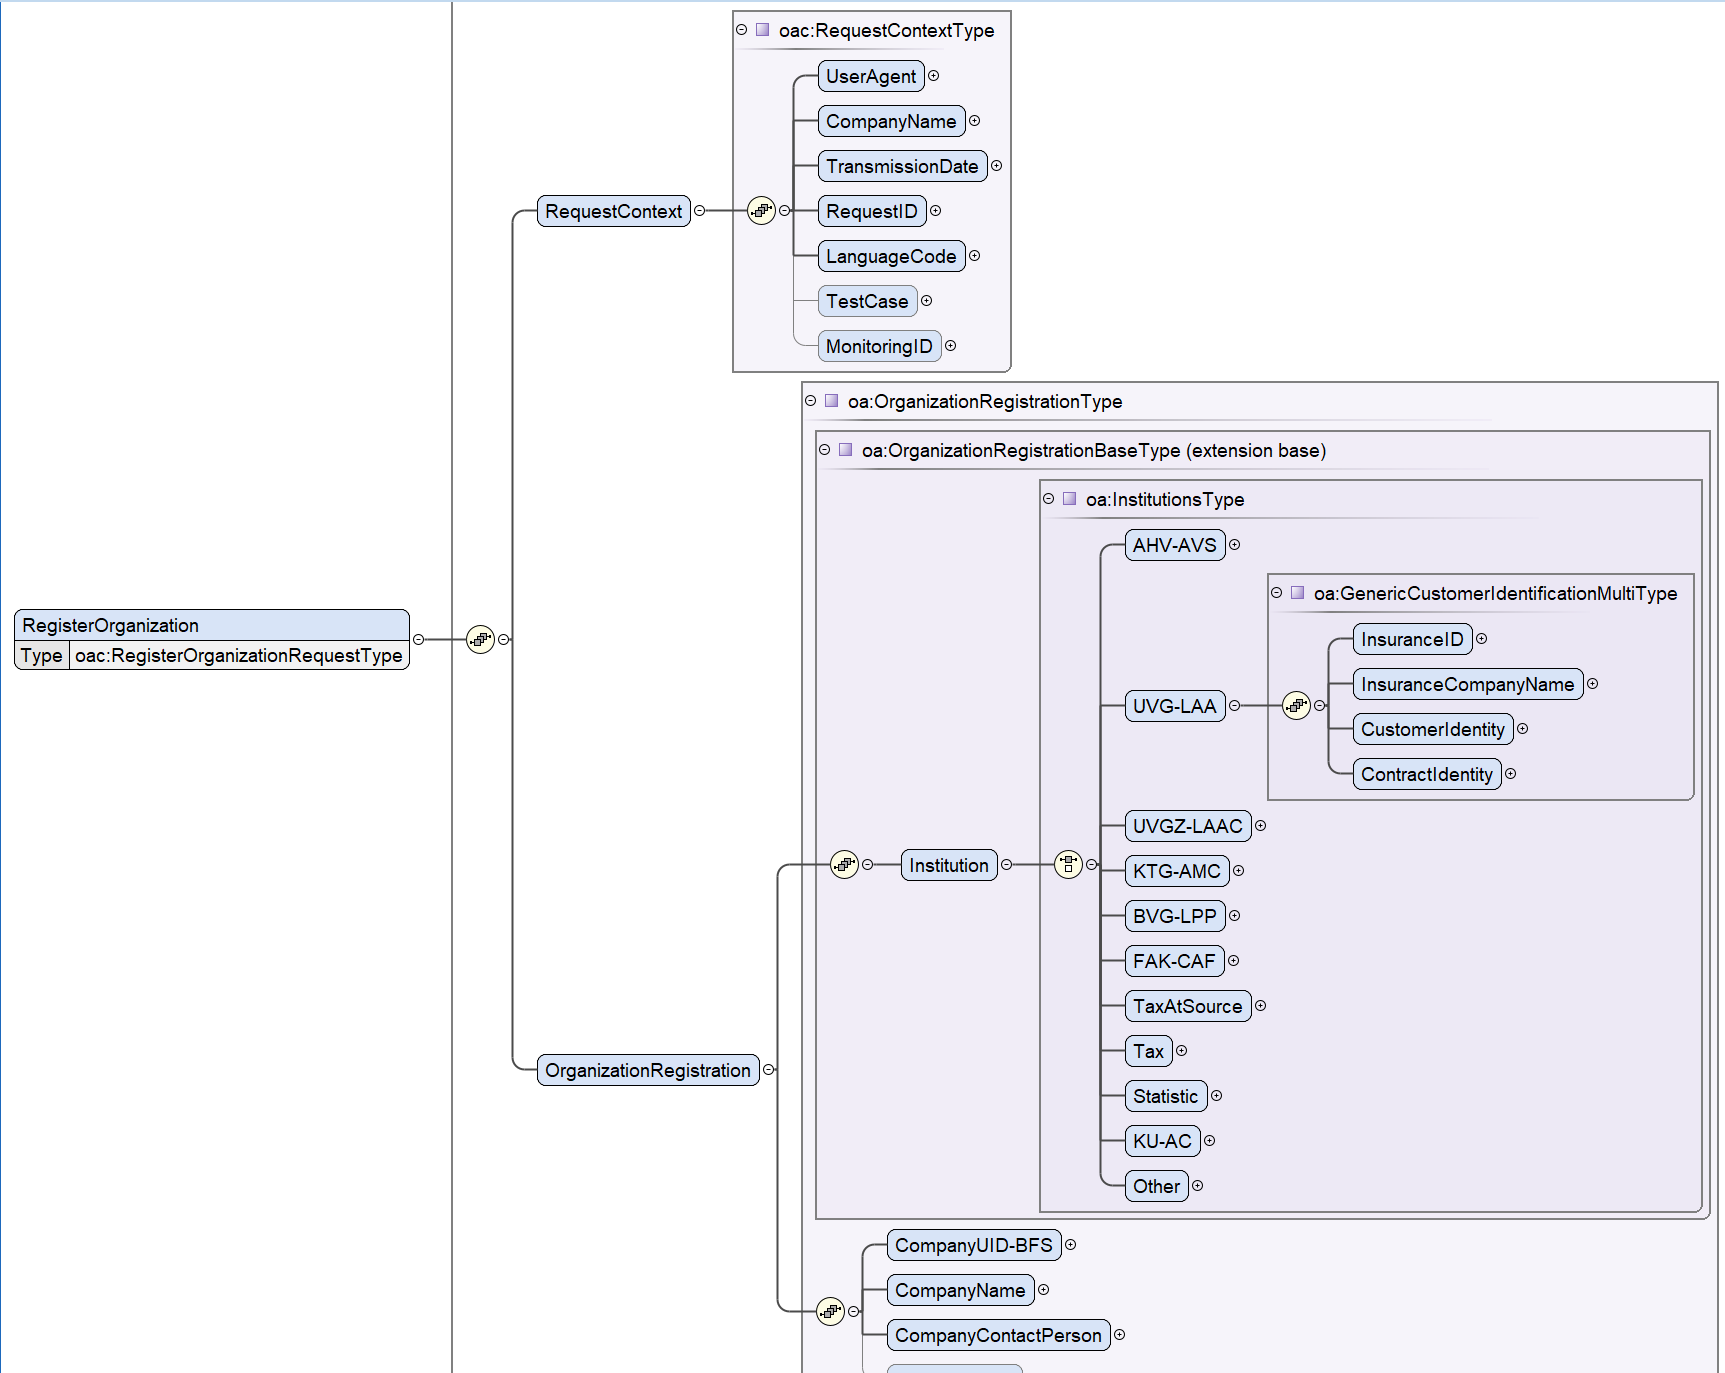 oac:RequestContextType
UserAgent
CompanyName
TransmissionDate
RequestContext
RequestID
LanguageCode
TestCase
MonitoringID
oa:OrganizationRegistrationType
oa:OrganizationRegistrationBaseType (extension base)
oa:InstitutionsType
AHV-AVS
oa:GenericCustomerIdentificationMultiType
InsuranceID
InsuranceCompanyName
CustomerIdentity
ContractIdentity
UVG-LAA
RegisterOrganization
Type oac:RegisterOrganizationRequestType
UVGZ-LAAC
KTG-AMC
Institution
BVG-LPP
FAK-CAF
TaxAtSource
Tax
OrganizationRegistration
Statistic
KU-AC
Other
CompanyUID-BFS
CompanyName
CompanyContactPerson